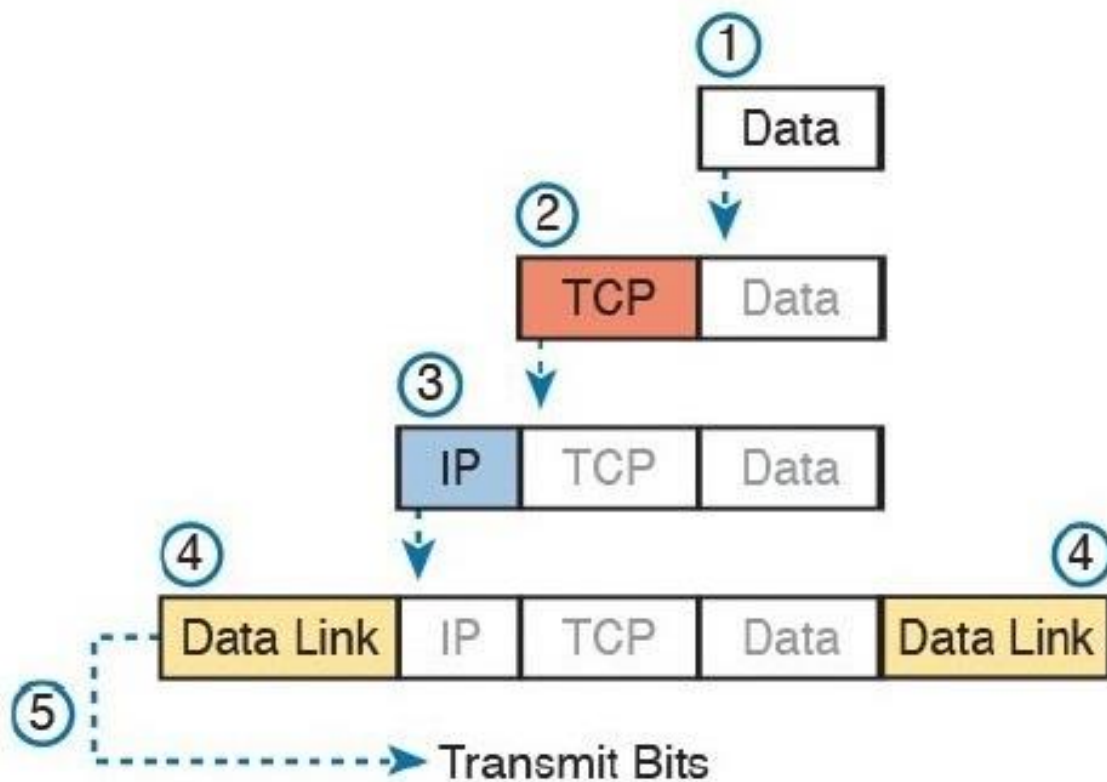 1
Data
2
TCP Data
3
IP TCP Data
4 4
Data Link IP TCP Data Data Link
5
Transmit Bits